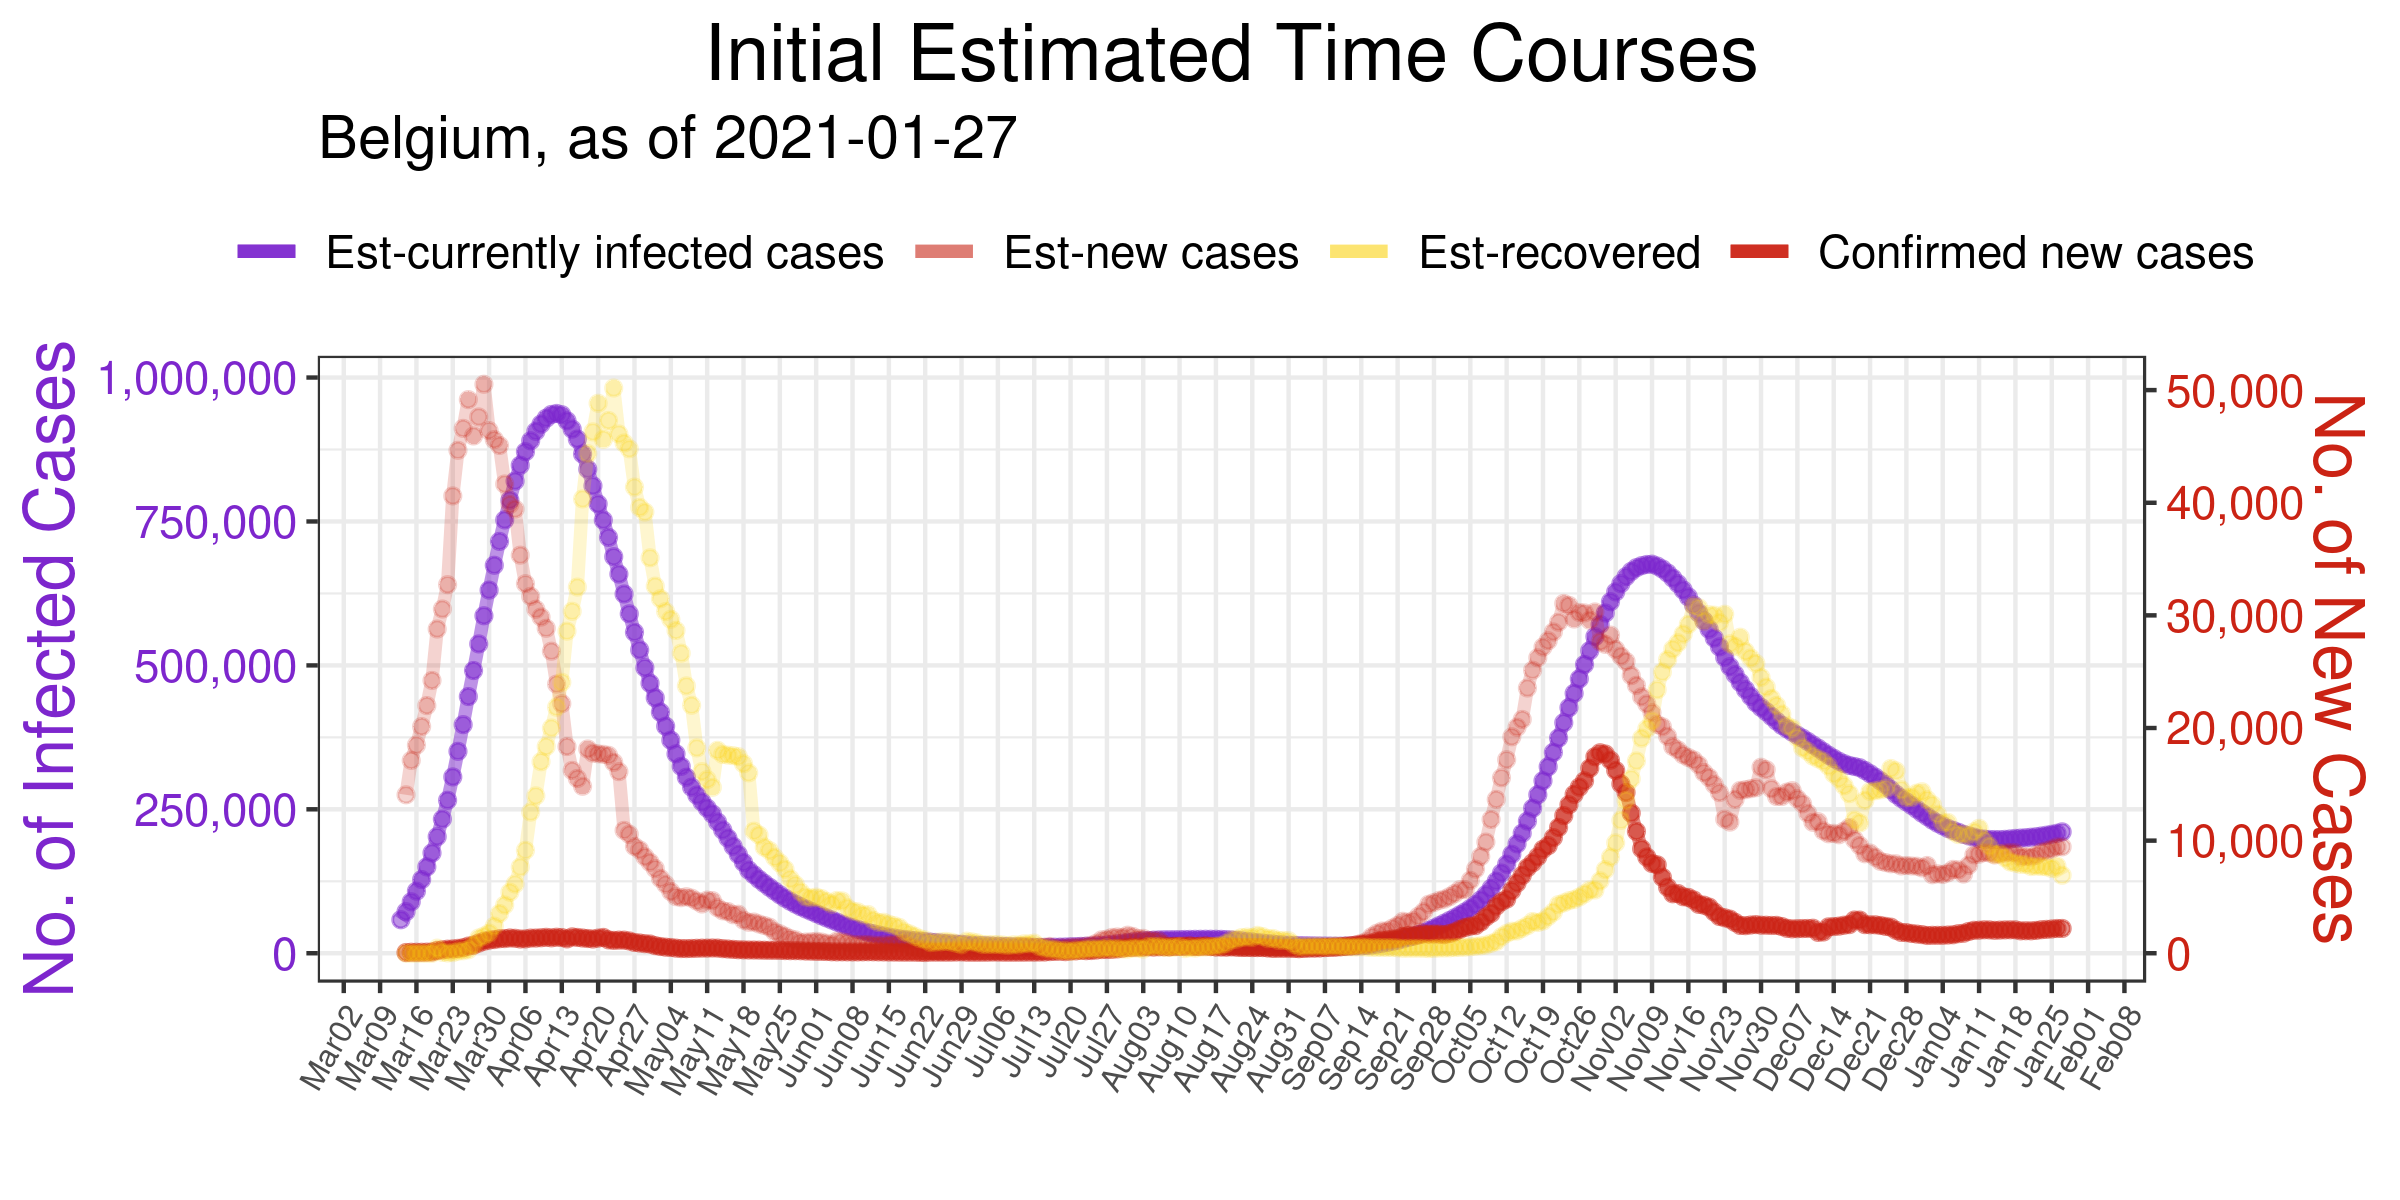 Initial Estimated Time Courses
Belgium, as of 2021-01-27
Est-currently infected cases Est-new cases Est-recovered Confirmed new cases
No. of Infected Cases
1,000,000
750,000
500,000
250,000
0
50,000
40,000
30,000
20,000
10,000
0
No. of New Cases
Mar02 Mar09 Mar16 Mar23 Mar30 Apr06 Apr13 Apr20 Apr27 May04 May11 May18 May25 Jun01 Jun08 Jun15 Jun22 Jun29 Jul06 Jul13 Jul20 Jul27 Aug03 Aug10 Aug17 Aug24 Aug31 Sep07 Sep14 Sep21 Sep28 Oct05 Oct12 Oct19 Oct26 Nov02 Nov09 Nov16 Nov23 Nov30 Dec07 Dec14 Dec21 Dec28 Jan04 Jan11 Jan18 Jan25 Feb01 Feb08